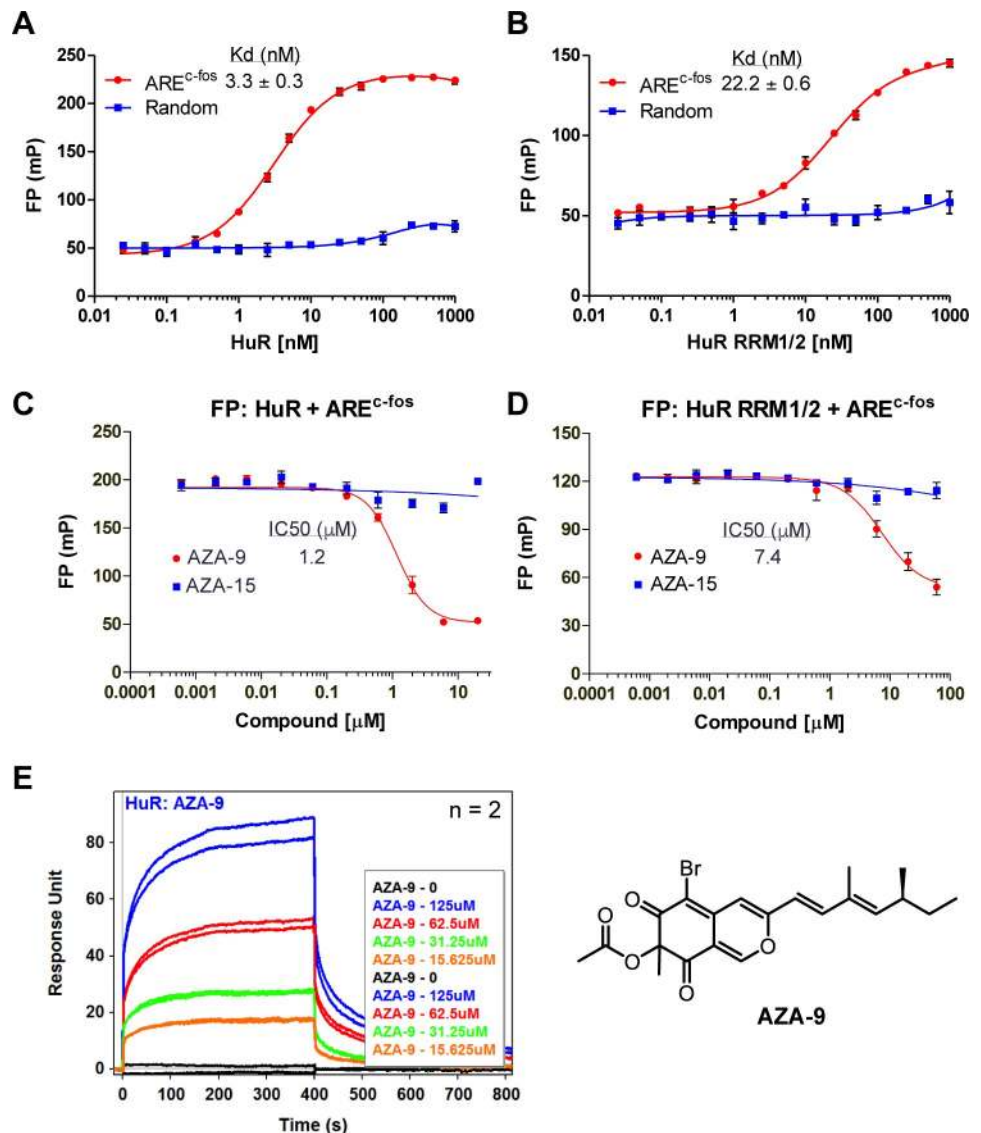 A
250
200
150
100
50
0
FP (mP)
0.01 0.1 1 10 100 1000
HuR [nM]
Kd (nM)
ARE^c-fos 3.3 ± 0.3
Random
B
150
100
50
0
FP (mP)
0.01 0.1 1 10 100 1000
HuR RRM1/2 [nM]
Kd (nM)
ARE^c-fos 22.2 ± 0.6
Random
C
FP: HuR + ARE^c-fos
250
200
150
100
50
0
FP (mP)
0.0001 0.001 0.01 0.1 1 10
Compound [μM]
IC50 (μM)
AZA-9 1.2
AZA-15
D
FP: HuR RRM1/2 + ARE^c-fos
150
120
90
60
30
0
FP (mP)
0.0001 0.001 0.01 0.1 1 10 100
Compound [μM]
IC50 (μM)
AZA-9 7.4
AZA-15
E
HuR: AZA-9
n = 2
80
60
40
20
0
Response Unit
0 100 200 300 400 500 600 700 800
Time (s)
AZA-9 - 0
AZA-9 - 125uM
AZA-9 - 62.5uM
AZA-9 - 31.25uM
AZA-9 - 15.625uM
AZA-9 - 0
AZA-9 - 125uM
AZA-9 - 62.5uM
AZA-9 - 31.25uM
AZA-9 - 15.625uM
Br
O
O
O
O
O
AZA-9